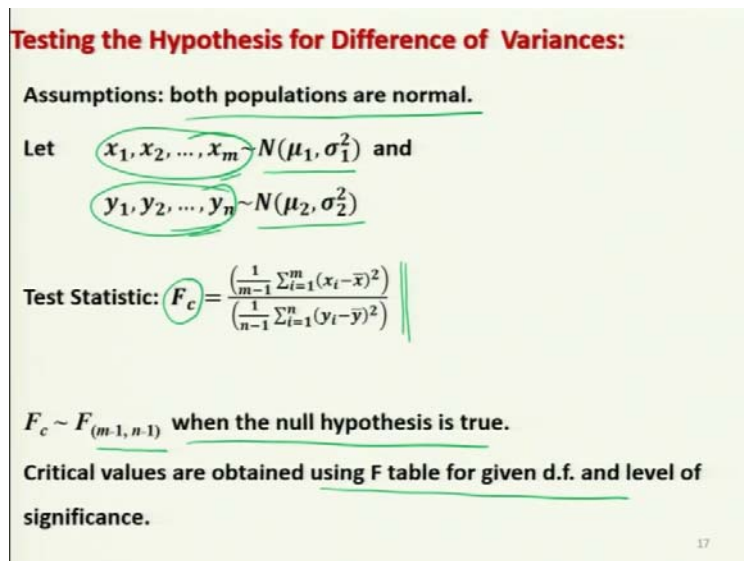 Testing the Hypothesis for Difference of Variances:
Assumptions: both populations are normal.
Let x₁, x₂, ..., xₘ~N(μ₁, σ₁²) and
y₁, y₂, ..., yₙ~N(μ₂, σ₂²)
Test Statistic: F_c = (1/(m−1) Σᵢ₌₁ᵐ(xᵢ−x̅)²) / (1/(n−1) Σᵢ₌₁ⁿ(yᵢ−y̅)²)
F_c ~ F_(m-1, n-1) when the null hypothesis is true.
Critical values are obtained using F table for given d.f. and level of
significance.
17